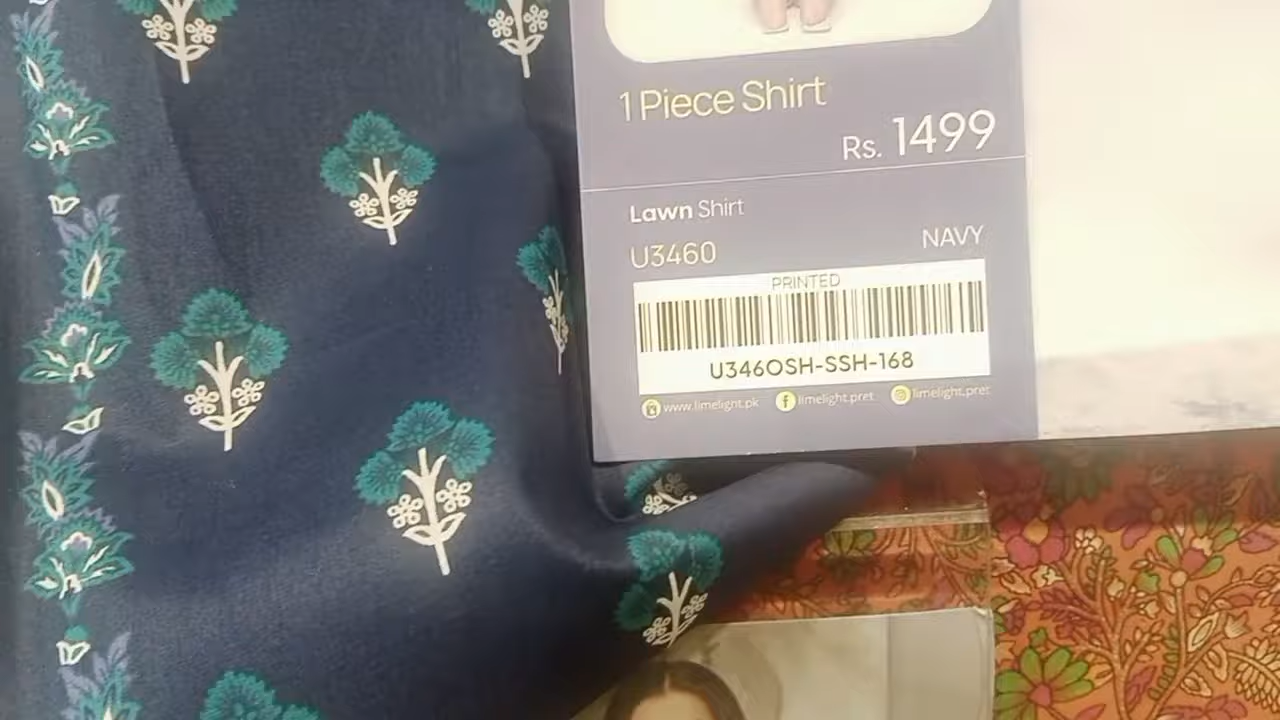 1 Piece Shirt
Rs. 1499
Lawn Shirt
U3460 NAVY
PRINTED
U3460SH-SSH-168
www.limelight.pk limelight.pret limelight.pret